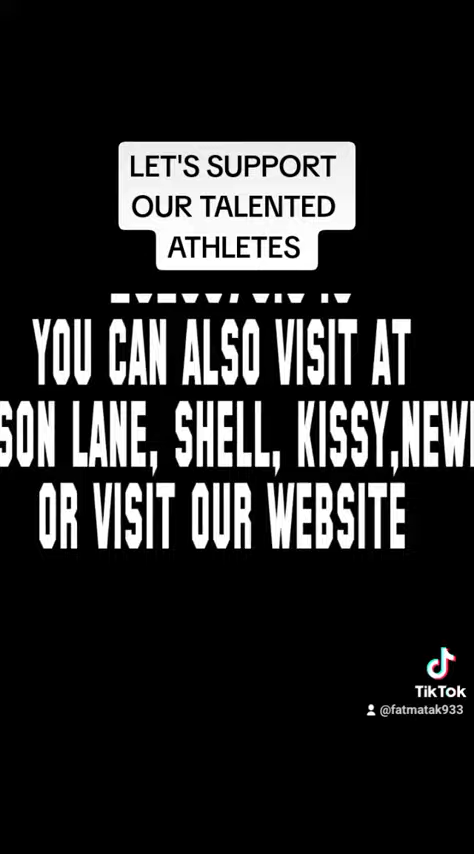 LET'S SUPPORT
OUR TALENTED
ATHLETES
YOU CAN ALSO VISIT AT
SON LANE, SHELL, KISSY,NEW
OR VISIT OUR WEBSITE
TikTok
@fatmatak933